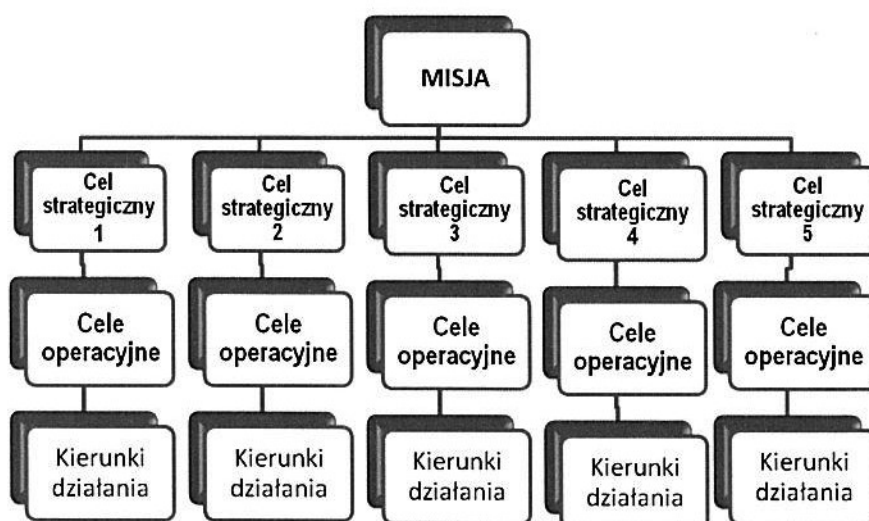 MISJA
Cel
strategiczny
1
Cel
strategiczny
2
Cel
strategiczny
3
Cel
strategiczny
4
Cel
strategiczny
5
Cele
operacyjne
Cele
operacyjne
Cele
operacyjne
Cele
operacyjne
Cele
operacyjne
Kierunki
działania
Kierunki
działania
Kierunki
działania
Kierunki
działania
Kierunki
działania